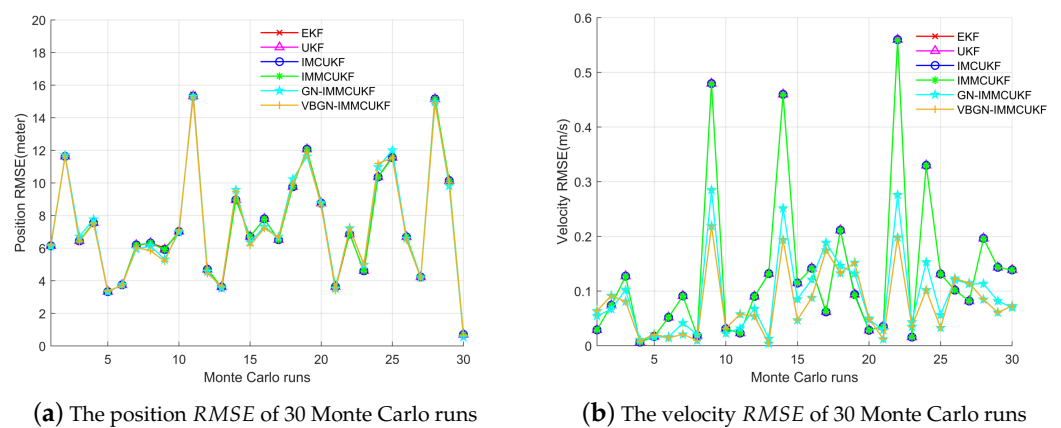 20
18
16
14
12
10
8
6
4
2
0
Position RMSE(meter)
EKF
UKF
IMCUKF
IMMCUKF
GN-IMMCUKF
VBGN-IMMCUKF
5 10 15 20 25 30
Monte Carlo runs
(a) The position RMSE of 30 Monte Carlo runs
0.6
0.5
0.4
0.3
0.2
0.1
0
Velocity RMSE(m/s)
EKF
UKF
IMCUKF
IMMCUKF
GN-IMMCUKF
VBGN-IMMCUKF
5 10 15 20 25 30
Monte Carlo runs
(b) The velocity RMSE of 30 Monte Carlo runs